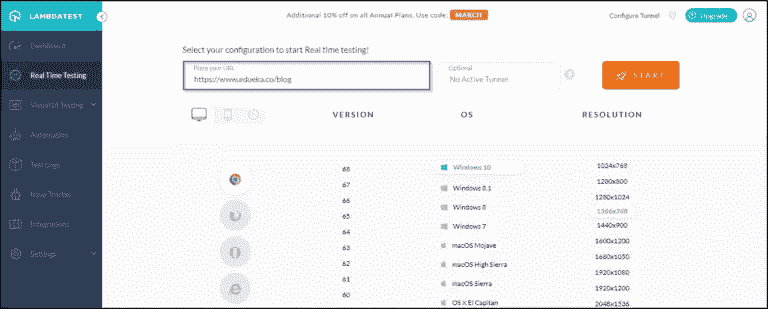 LAMBDATEST
Additional 10% off on all Annual Plans. Use code: MARCH
Configure Tunnel
Upgrade
Dashboard
Real Time Testing
Visual UI Testing
Automation
Test Logs
Issue Tracker
Integrations
Settings
Select your configuration to start Real time testing!
Paste your URL
https://www.edueka.co/blog
Optional
No Active Tunnel
START
VERSION
OS
RESOLUTION
68
67
66
65
64
63
62
61
60
Windows 10
Windows 8.1
Windows 8
Windows 7
macOS Mojave
macOS High Sierra
macOS Sierra
OS X El Capitan
1024x768
1280x800
1280x1024
1366x768
1440x900
1600x1200
1680x1050
1920x1080
1920x1200
2048x1536